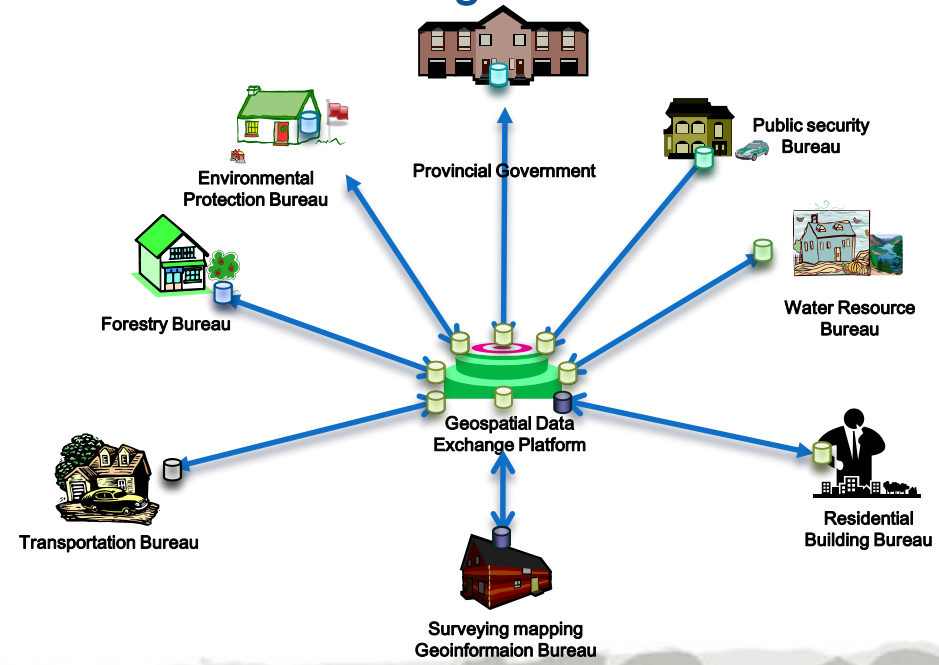 Provincial Government
Public security
Bureau
Environmental
Protection Bureau
Water Resource
Bureau
Forestry Bureau
Geospatial Data
Exchange Platform
Residential
Building Bureau
Transportation Bureau
Surveying mapping
Geoinformaion Bureau